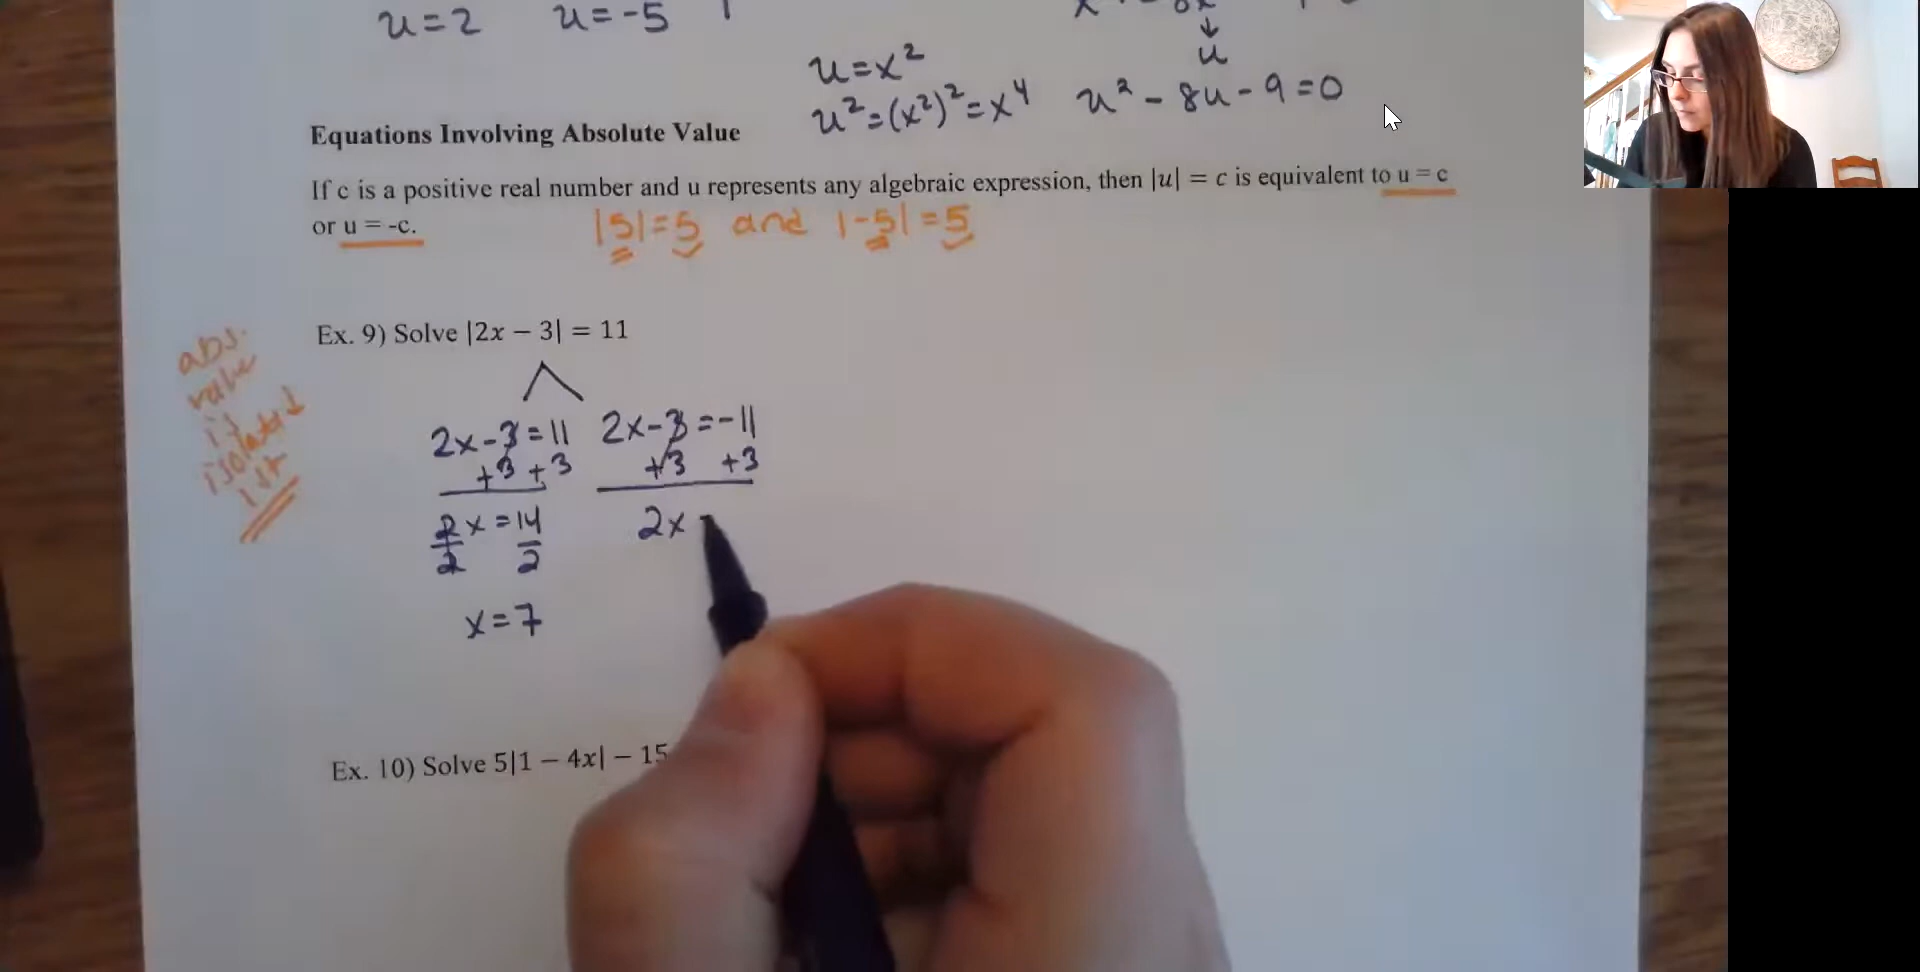 u=2 u=-5
u=x²
u
u²=(x²)²=x⁴ u²-8u-9=0
Equations Involving Absolute Value
If c is a positive real number and u represents any algebraic expression, then |u| = c is equivalent to u = c
or u = -c. |5|=5 and |-5|=5
Ex. 9) Solve |2x − 3| = 11
abs.
value
is
isolated
1st
2x-3=11 2x-3=-11
+3 +3 +3 +3
2x=14 2x
2 2
x=7
Ex. 10) Solve 5|1 − 4x| − 15